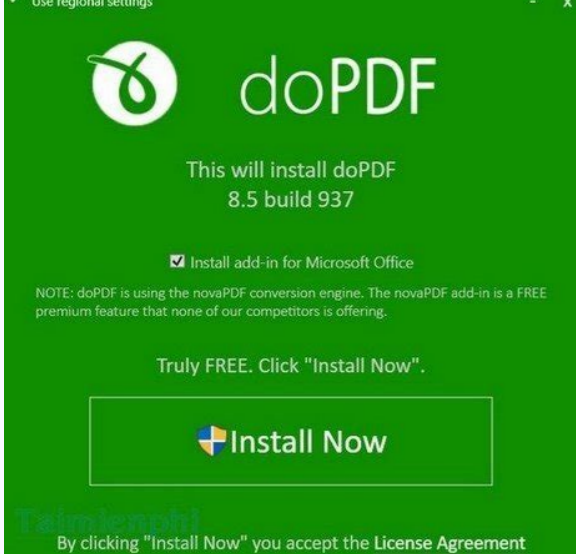 Use regional settings
doPDF
This will install doPDF
8.5 build 937
Install add-in for Microsoft Office
NOTE: doPDF is using the novaPDF conversion engine. The novaPDF add-in is a FREE
premium feature that none of our competitors is offering.
Truly FREE. Click "Install Now".
Install Now
Taimienphi
By clicking "Install Now" you accept the License Agreement